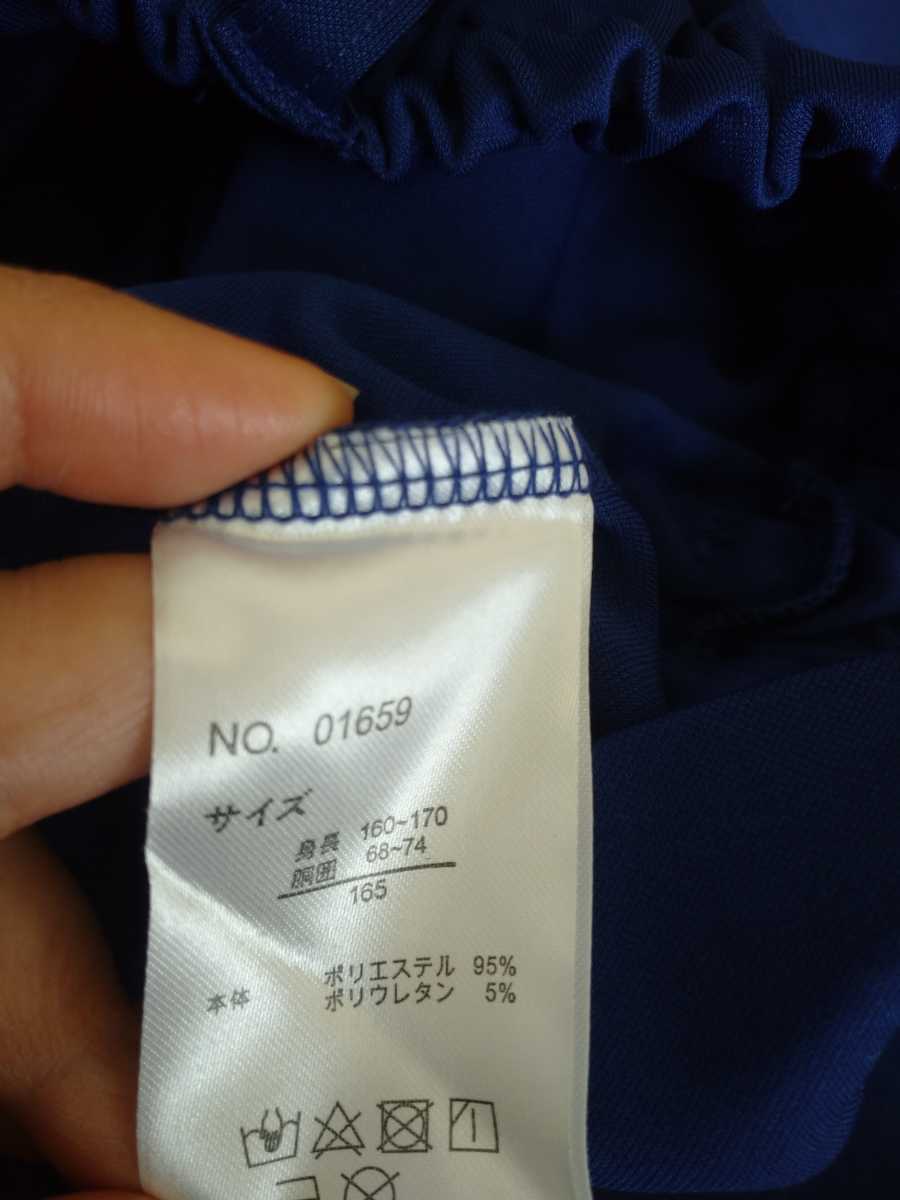 NO. 01659
サイズ
身長 160~170
胴囲 68~74
165
本体 ポリエステル 95%
ポリウレタン 5%